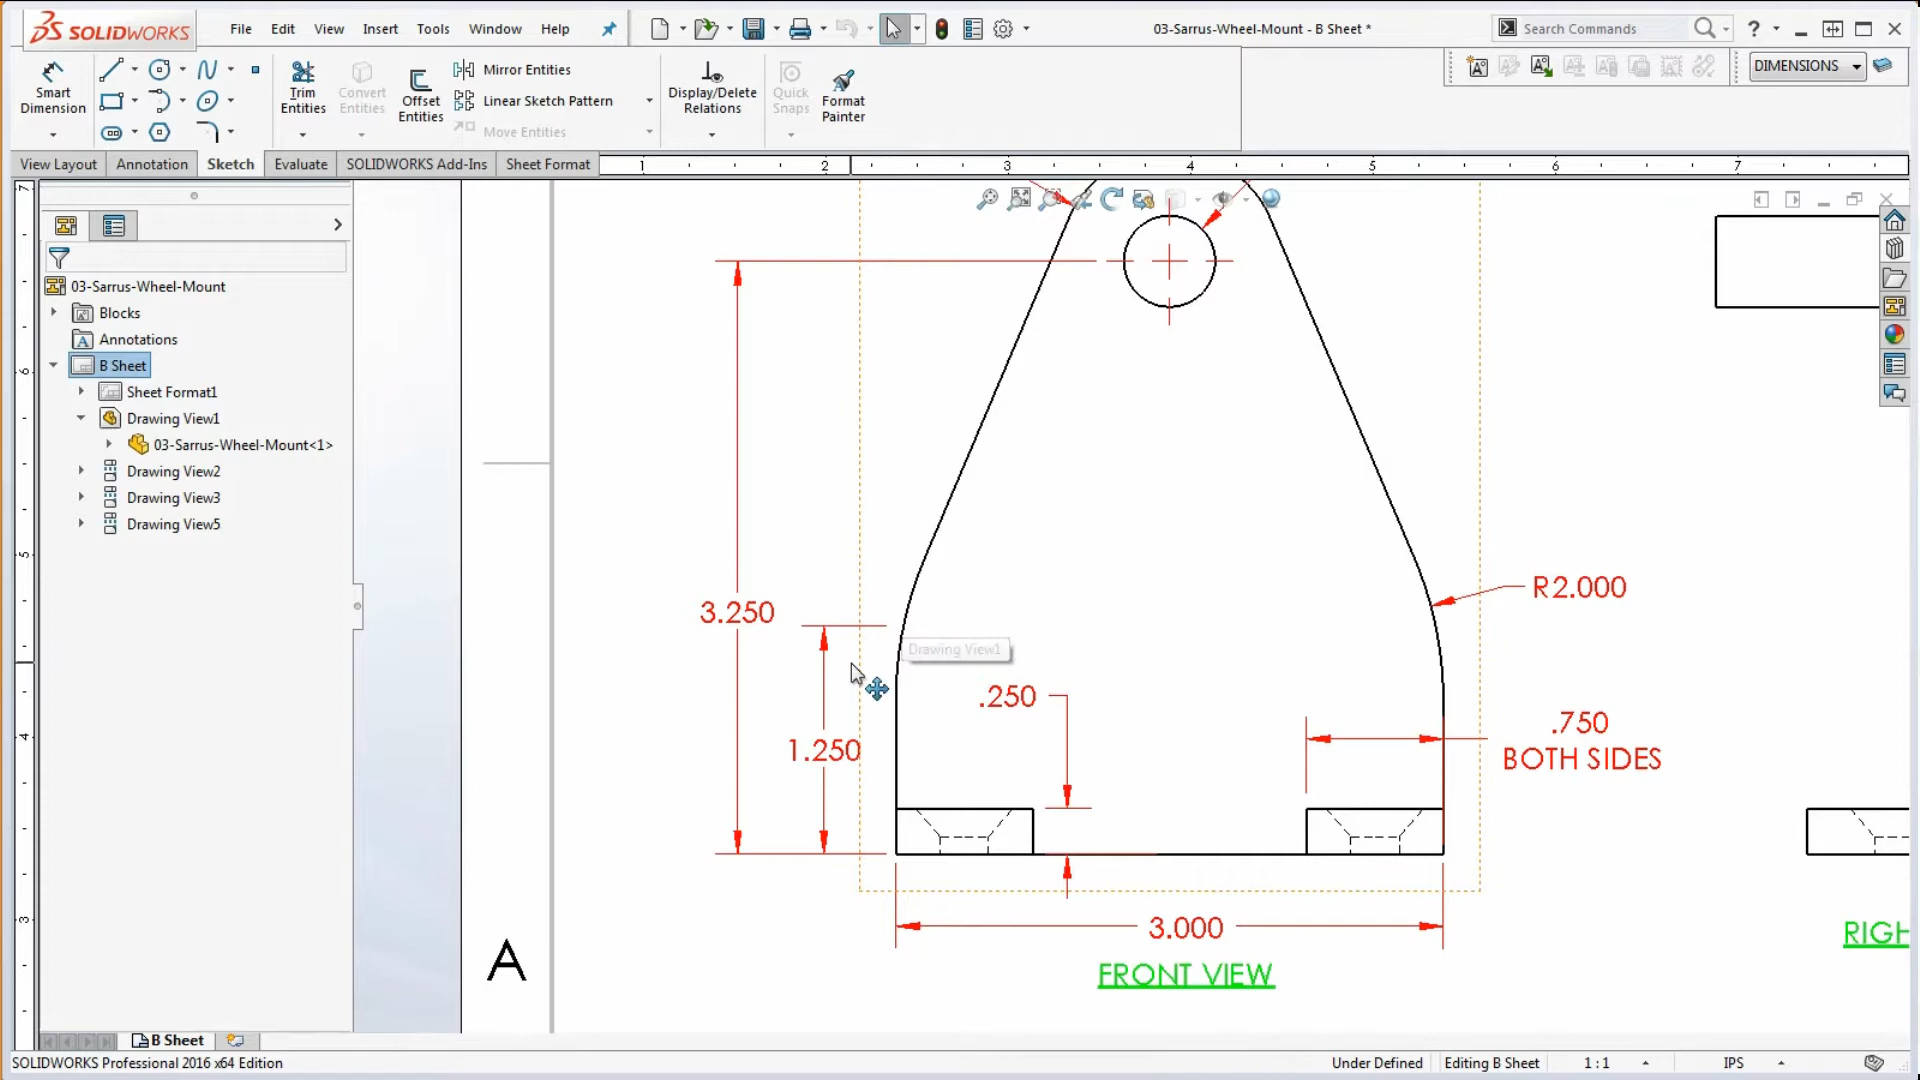 SOLIDWORKS
File Edit View Insert Tools Window Help
03-Sarrus-Wheel-Mount - B Sheet *
Search Commands
?
Smart Dimension
Trim Entities
Convert Entities
Offset Entities
Mirror Entities
Linear Sketch Pattern
Move Entities
Display/Delete Relations
Quick Snaps
Format Painter
DIMENSIONS
View Layout Annotation Sketch Evaluate SOLIDWORKS Add-Ins Sheet Format
1 2 3 4 5 6 7
7
6
5
4
3
03-Sarrus-Wheel-Mount
Blocks
Annotations
B Sheet
Sheet Format1
Drawing View1
03-Sarrus-Wheel-Mount<1>
Drawing View2
Drawing View3
Drawing View5
R2.000
3.250
Drawing View1
.250
.750
BOTH SIDES
1.250
3.000
RIGH
A
FRONT VIEW
B Sheet
SOLIDWORKS Professional 2016 x64 Edition
Under Defined Editing B Sheet 1:1 IPS